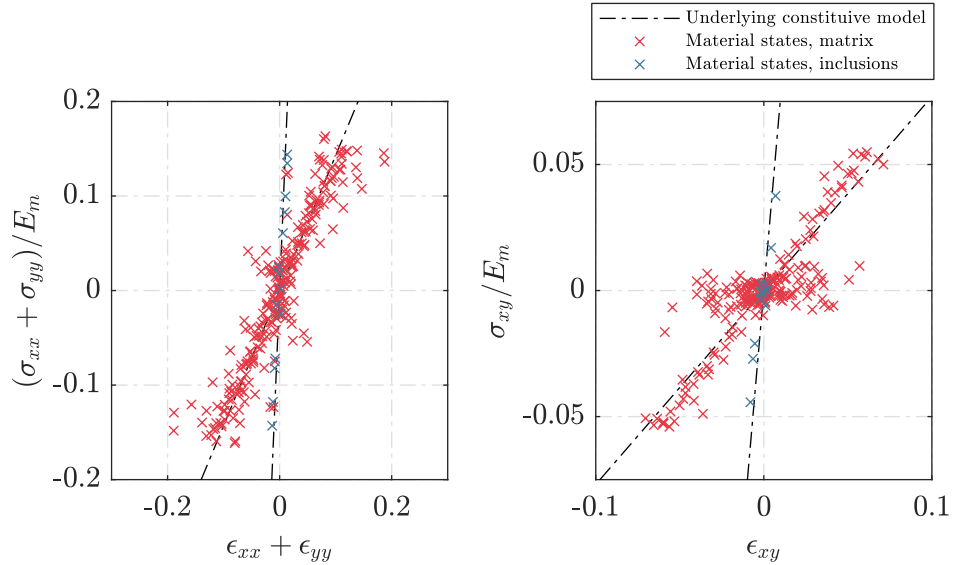 Underlying constituive model
Material states, matrix
Material states, inclusions
0.2
0.1
0
-0.1
-0.2
(σxx + σyy)/Em
-0.2
0
0.2
ϵxx + ϵyy
0.05
0
-0.05
σxy/Em
-0.1
0
0.1
ϵxy